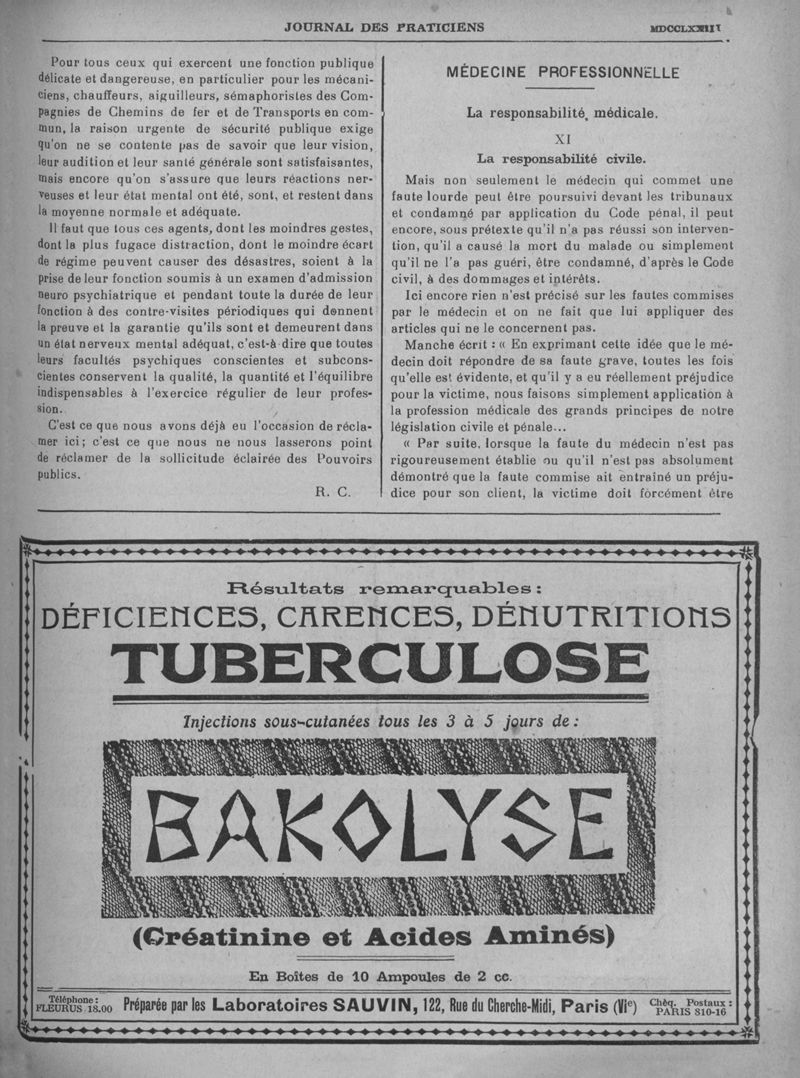 JOURNAL DES PRATICIENS
Pour tous ceux qui exercent une fonction publique
délicate et dangereuse, en particulier pour les mécani-
ciens, chauffeurs, aiguilleurs, sémaphoristes des Com-
pagnies de Chemins de fer et de Transports en com-
mun, la raison urgente de sécurité publique exige
qu'on ne se contente pas de savoir que leur vision,
leur audition et leur santé générale sont satisfaisantes,
mais encore qu'on s'assure que leurs réactions ner-
veuses et leur état mental ont été, sont, et restent dans
la moyenne normale et adéquate.
Il faut que tous ces agents, dont les moindres gestes,
dont la plus fugace distraction, dont le moindre écart
de régime peuvent causer des désastres, soient à la
prise de leur fonction soumis à un examen d'admission
neuro psychiatrique et pendant toute la durée de leur
fonction à des contre-visites périodiques qui donnent
la preuve et la garantie qu'ils sont et demeurent dans
un état nerveux mental adéquat, c'est-à dire que toutes
leurs facultés psychiques conscientes et subcons-
cientes conservent la qualité, la quantité et l'équilibre
indispensables à l'exercice régulier de leur profes-
sion.
C'est ce que nous avons déjà eu l'occasion de récla-
mer ici; c'est ce que nous ne nous lasserons point
de réclamer de la sollicitude éclairée des Pouvoirs
publics.
R. C.
MÉDECINE PROFESSIONNELLE
La responsabilité médicale.
XI
La responsabilité civile.
Mais non seulement le médecin qui commet une
faute lourde peut être poursuivi devant les tribunaux
et condamné par application du Code pénal, il peut
encore, sous prétexte qu'il n'a pas réussi son interven-
tion, qu'il a causé la mort du malade ou simplement
qu'il ne l'a pas guéri, être condamné, d'après le Code
civil, à des dommages et intérêts.
Ici encore rien n'est précisé sur les fautes commises
par le médecin et on ne fait que lui appliquer des
articles qui ne le concernent pas.
Manche écrit : « En exprimant cette idée que le mé-
decin doit répondre de sa faute grave, toutes les fois
qu'elle est évidente, et qu'il y a eu réellement préjudice
pour la victime, nous faisons simplement application à
la profession médicale des grands principes de notre
législation civile et pénale...
« Par suite, lorsque la faute du médecin n'est pas
rigoureusement établie ou qu'il n'est pas absolument
démontré que la faute commise ait entraîné un préju-
dice pour son client, la victime doit forcément être
Résultats remarquables :
DÉFICIENCES, CARENCES, DÉNUTRITIONS
TUBERCULOSE
Injections sous-cutanées tous les 3 à 5 jours de :
BAKOLYSE
(Créatinine et Acides Aminés)
En Boîtes de 10 Ampoules de 2 cc.
Téléphone :
FLEURUS 18.00
Préparée par les Laboratoires SAUVIN, 122, Rue du Cherche-Midi, Paris (VIe)
Chèq. Postaux :
PARIS 810-16